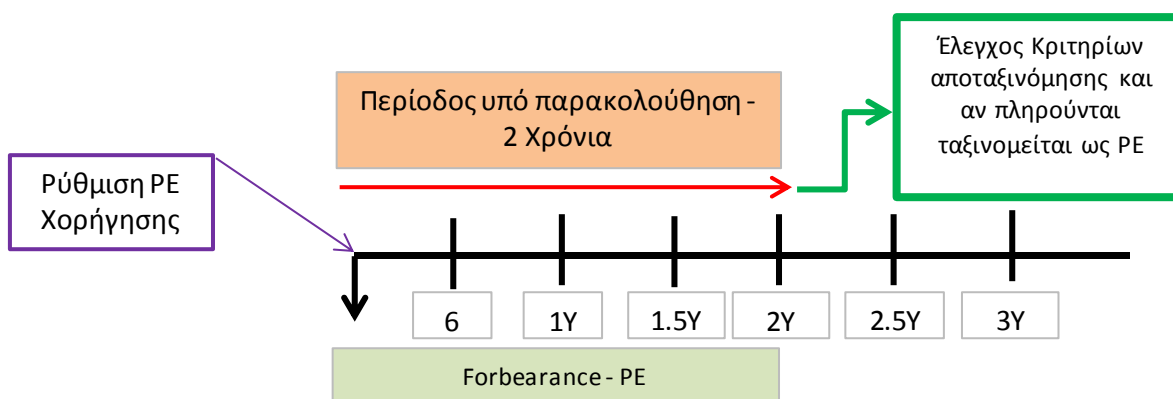 Έλεγχος Κριτηρίων
αποταξινόμησης και
αν πληρούνται
ταξινομείται ως PE
Περίοδος υπό παρακολούθηση -
2 Χρόνια
Ρύθμιση PE
Χορήγησης
6
1Y
1.5Y
2Y
2.5Y
3Y
Forbearance - PE